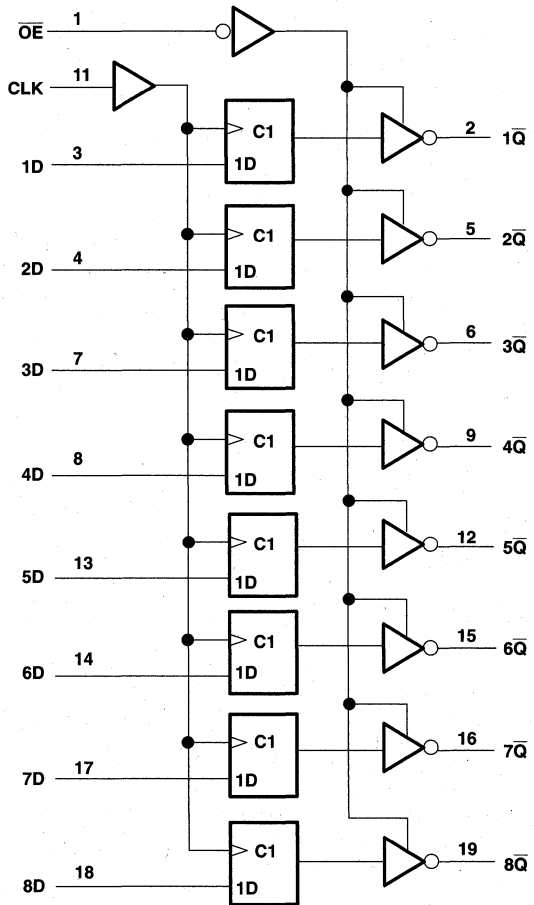 O̅E̅ 1
CLK 11
C1
1D 3 1D 2 1Q̅
C1
2D 4 1D 5 2Q̅
C1
3D 7 1D 6 3Q̅
C1
4D 8 1D 9 4Q̅
C1
5D 13 1D 12 5Q̅
C1
6D 14 1D 15 6Q̅
C1
7D 17 1D 16 7Q̅
C1
8D 18 1D 19 8Q̅